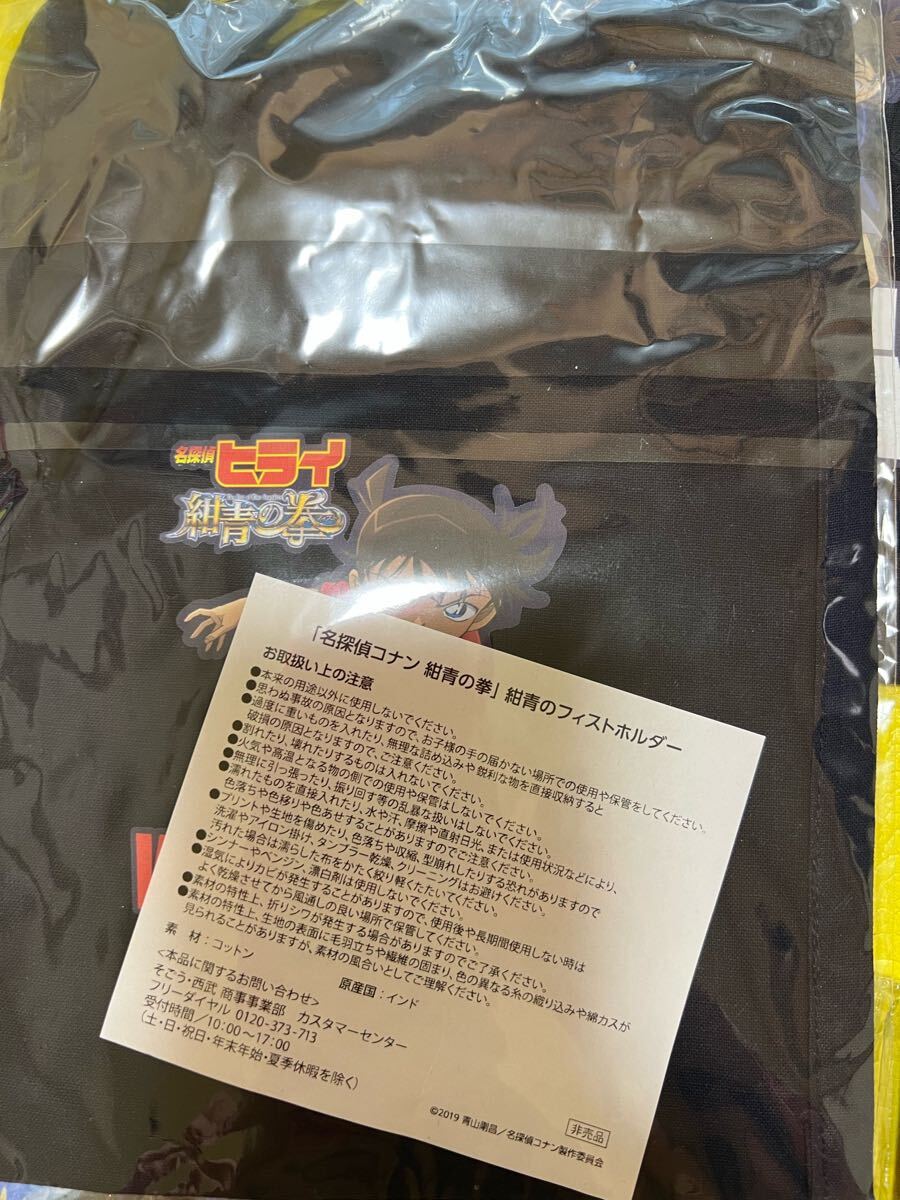 名探偵
ヒライ
紺青の拳
「名探偵コナン 紺青の拳」紺青のフィストホルダー
お取扱い上の注意
●本来の用途以外に使用しないでください。
●思わぬ事故の原因となりますので、お子様の手の届かない場所での使用や保管をしてください。
●過度に重いものを入れたり、無理な詰め込みや鋭利な物を直接収納すると
破損の原因となりますので、ご注意ください。
●割れたり、壊れたりするものは入れないでください。
●火気や高温となる物の側での使用や保管はしないでください。
●無理に引っ張ったり、振り回す等の乱暴な扱いはしないでください。
●濡れたものを直接入れたり、水や汗、摩擦や直射日光、または使用状況などにより、
色落ちや色移りや色あせすることがありますのでご注意ください。
●プリントや生地を傷めたり、色落ちや収縮、型崩れしたりする恐れがありますので
洗濯やアイロン掛け、タンブラー乾燥、クリーニングはお避けください。
汚れた場合は濡らした布をかたく絞り軽くたたいてください。
●シンナーやベンジン、漂白剤は使用しないでください。
●湿気によりカビが発生することがありますので、使用後や長期間使用しない時は
よく乾燥させてから風通しの良い場所で保管してください。
●素材の特性上、折りシワが発生する場合がありますのでご了承ください。
●素材の特性上、生地の表面に毛羽立ちや繊維の固まり、色の異なる糸の織り込みや綿カスが
見られることがありますが、素材の風合いとしてご理解ください。
素 材：コットン 原産国：インド
<本品に関するお問い合わせ>
そごう・西武 商事事業部 カスタマーセンター
フリーダイヤル 0120-373-713
受付時間／10:00～17:00
(土・日・祝日・年末年始・夏季休暇を除く)
非売品
©2019 青山剛昌／名探偵コナン製作委員会